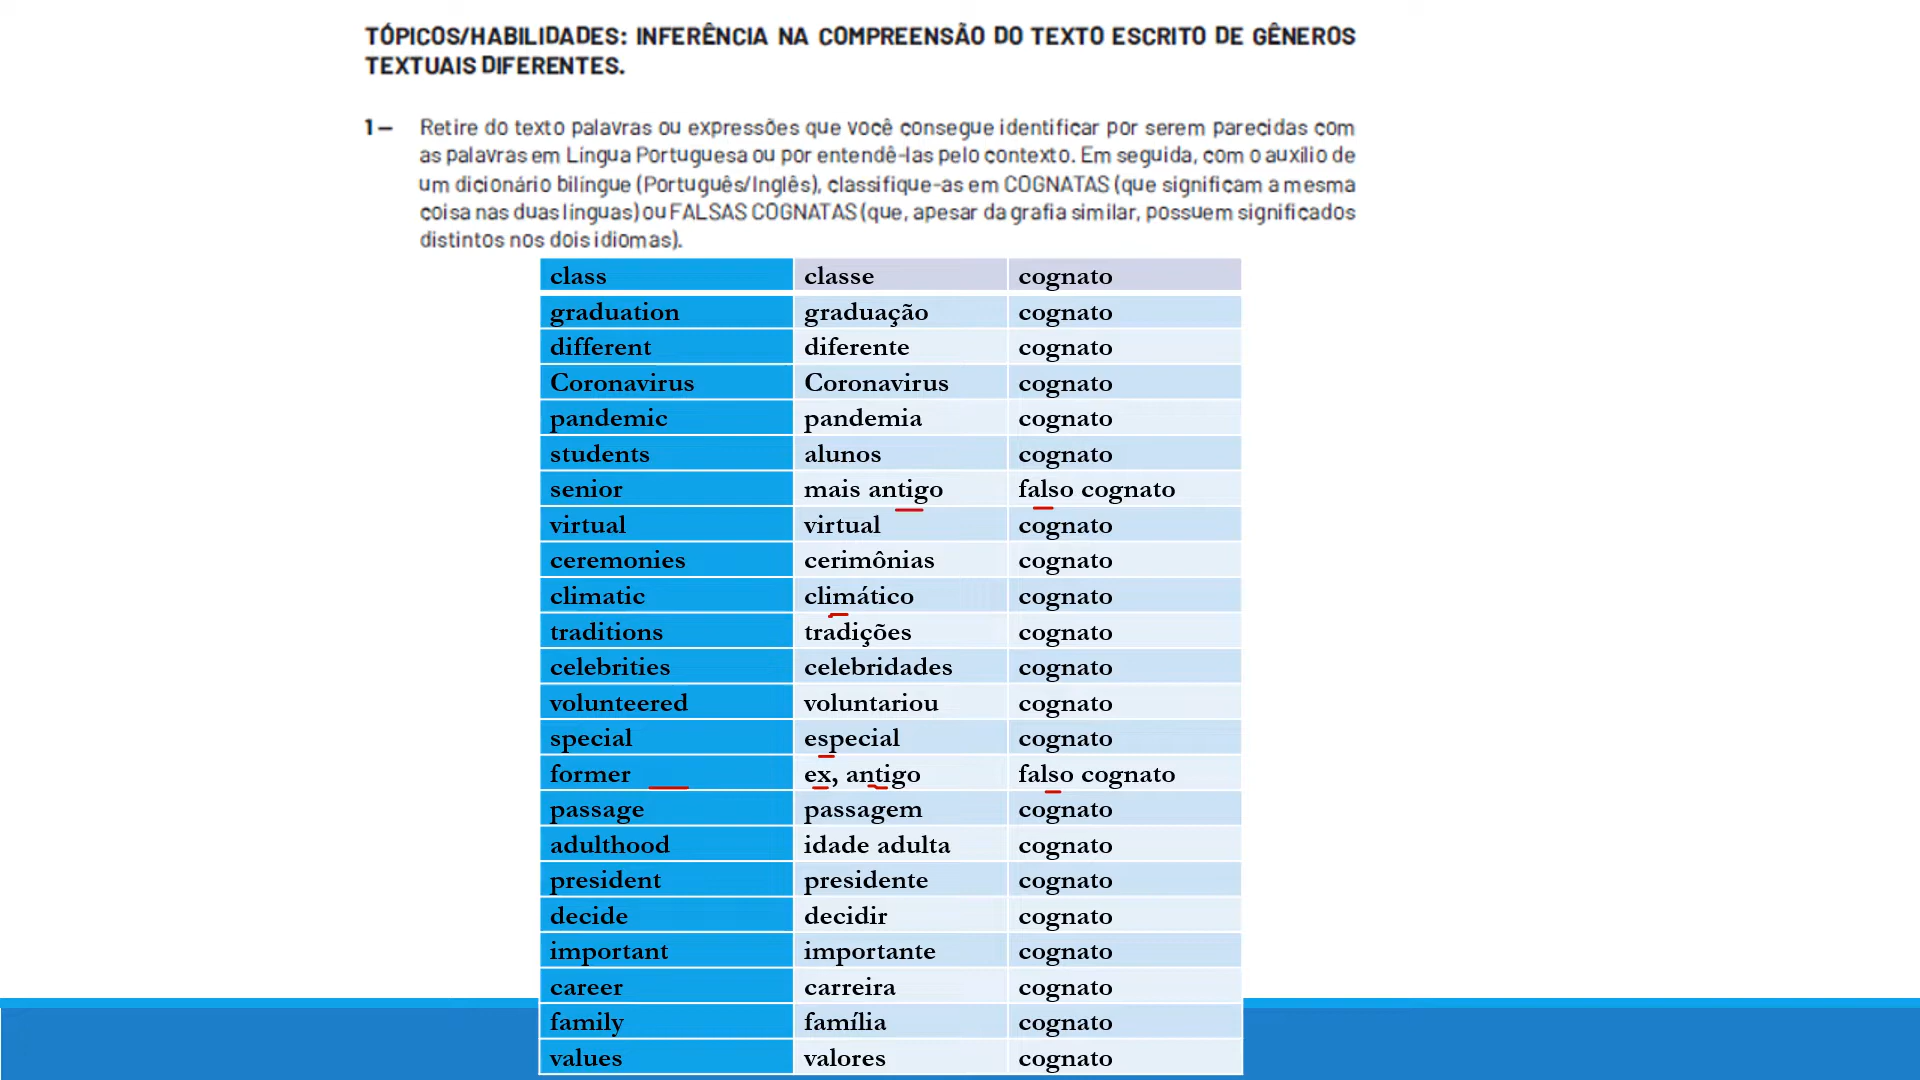 TÓPICOS/HABILIDADES: INFERÊNCIA NA COMPREENSÃO DO TEXTO ESCRITO DE GÊNEROS
TEXTUAIS DIFERENTES.
1 – Retire do texto palavras ou expressões que você consegue identificar por serem parecidas com
as palavras em Língua Portuguesa ou por entendê-las pelo contexto. Em seguida, com o auxílio de
um dicionário bilíngue (Português/Inglês), classifique-as em COGNATAS (que significam a mesma
coisa nas duas línguas) ou FALSAS COGNATAS (que, apesar da grafia similar, possuem significados
distintos nos dois idiomas).
class classe cognato
graduation graduação cognato
different diferente cognato
Coronavirus Coronavirus cognato
pandemic pandemia cognato
students alunos cognato
senior mais antigo falso cognato
virtual virtual cognato
ceremonies cerimônias cognato
climatic climático cognato
traditions tradições cognato
celebrities celebridades cognato
volunteered voluntariou cognato
special especial cognato
former ex, antigo falso cognato
passage passagem cognato
adulthood idade adulta cognato
president presidente cognato
decide decidir cognato
important importante cognato
career carreira cognato
family família cognato
values valores cognato